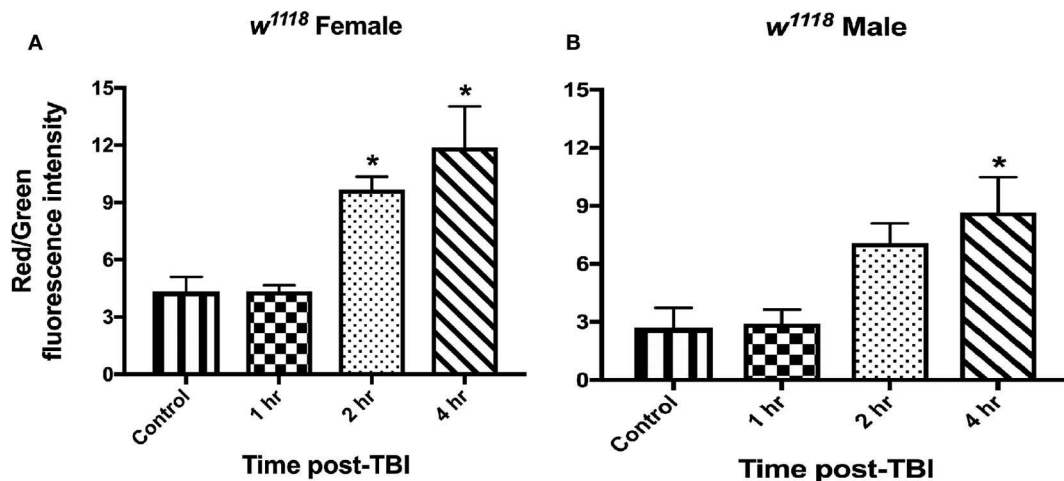 A
w1118 Female
Red/Green
fluorescence intensity
15
12
9
6
3
0
*
*
Control
1 hr
2 hr
4 hr
Time post-TBI
B
w1118 Male
15
12
9
6
3
0
*
Control
1 hr
2 hr
4 hr
Time post-TBI